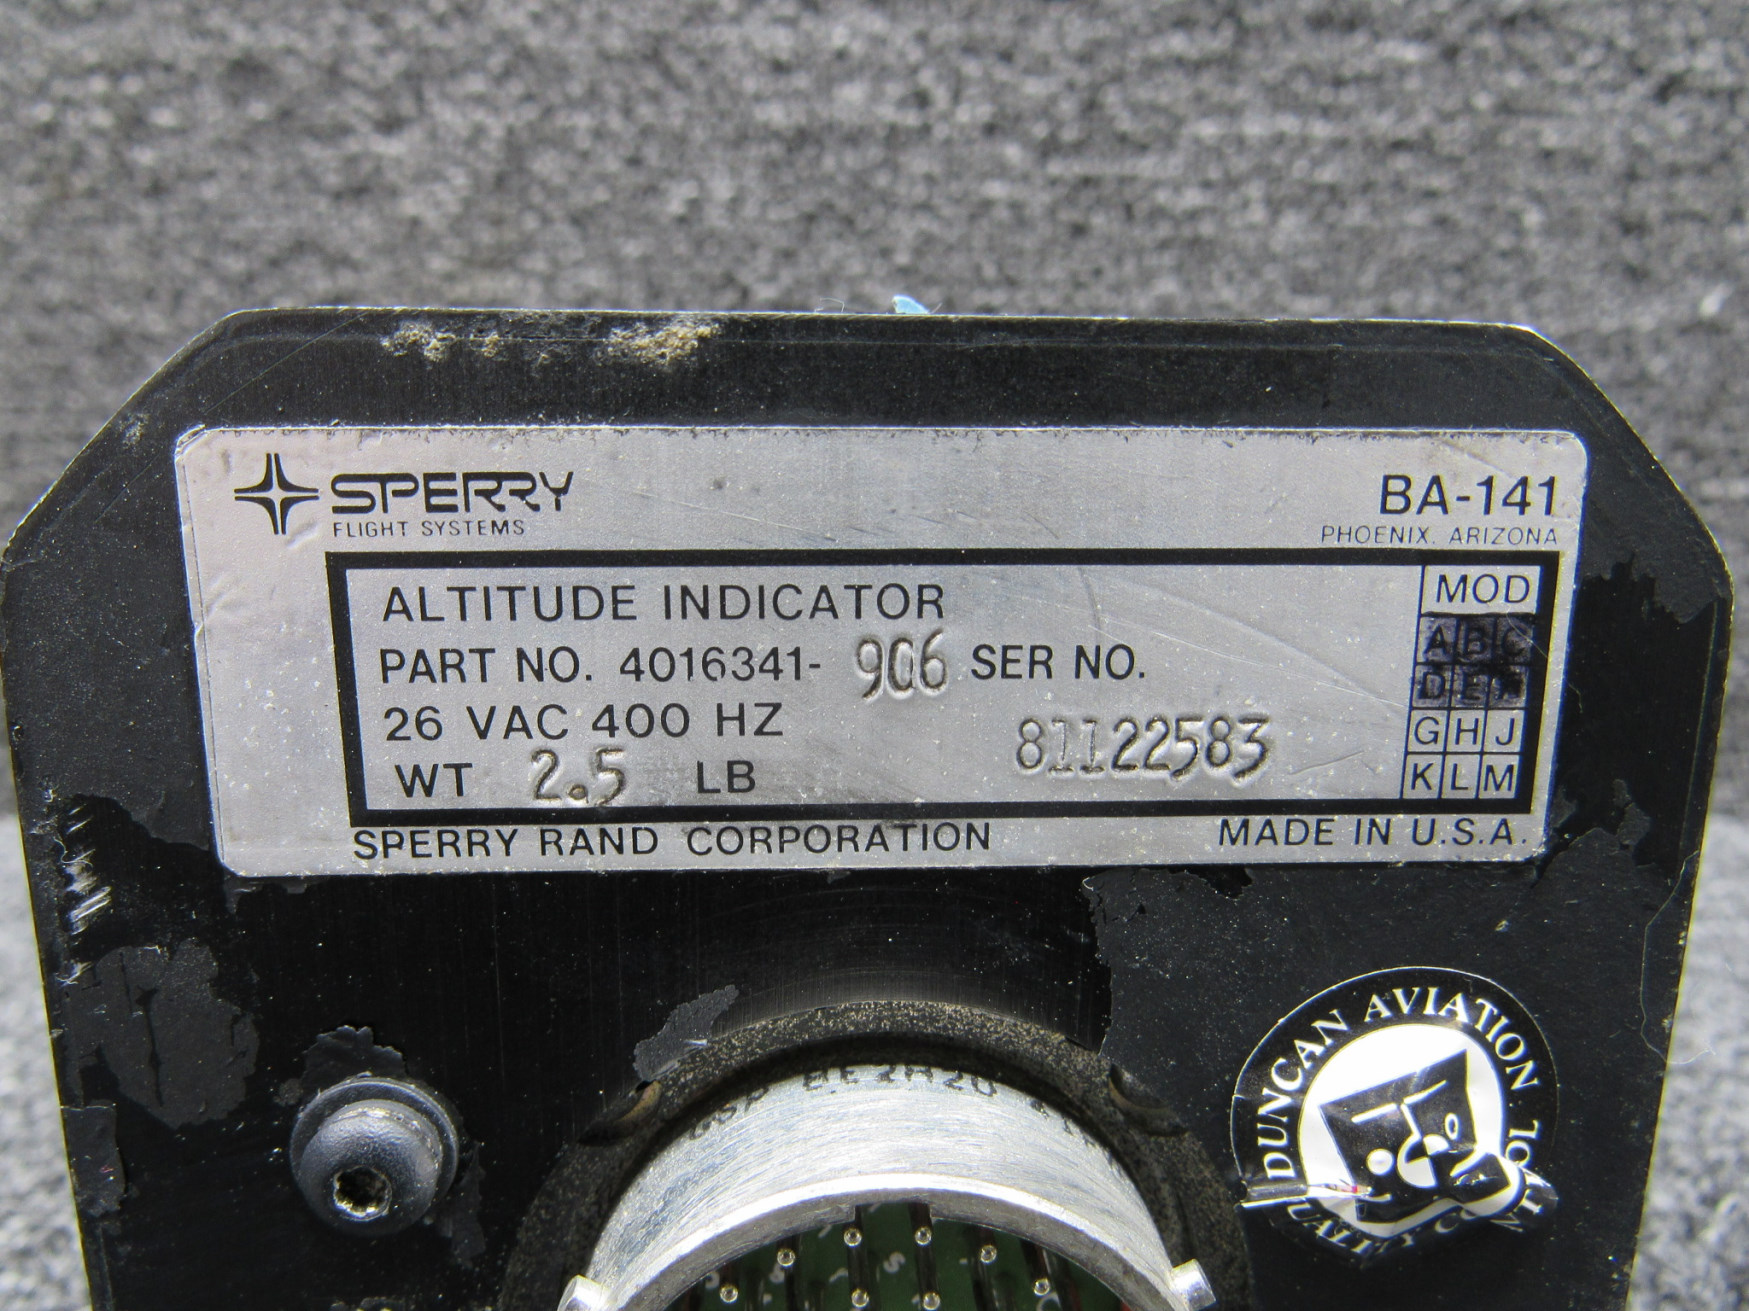 SPERRY
FLIGHT SYSTEMS
BA-141
PHOENIX, ARIZONA
ALTITUDE INDICATOR
PART NO. 4016341- 906 SER NO.
26 VAC 400 HZ
81122583
WT 2.5 LB
MOD
A B C
D E
G H J
K L M
SPERRY RAND CORPORATION
MADE IN U.S.A.
DUNCAN AVIATION